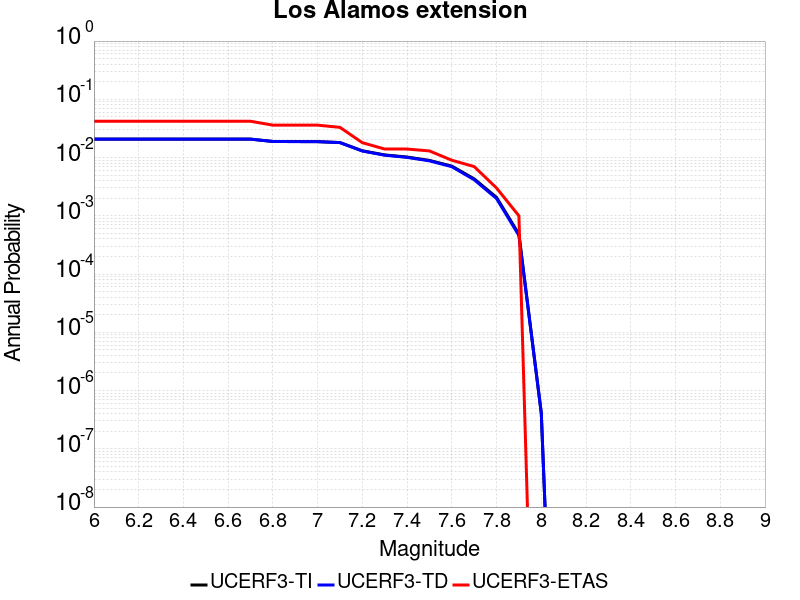 Los Alamos extension
10^0
10^-1
10^-2
10^-3
10^-4
10^-5
10^-6
10^-7
10^-8
Annual Probability
6 6.2 6.4 6.6 6.8 7 7.2 7.4 7.6 7.8 8 8.2 8.4 8.6 8.8 9
Magnitude
UCERF3-TI UCERF3-TD UCERF3-ETAS